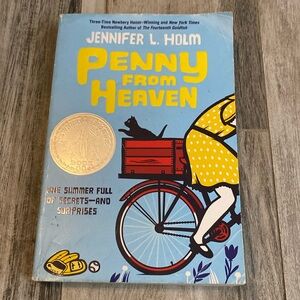 Three-Time Newbery Honor–Winning and New York Times
Bestselling Author of The Fourteenth Goldfish
JENNIFER L. HOLM
PENNY
FROM
HEAVEN
ONE SUMMER FULL
OF SECRETS—AND
SURPRISES